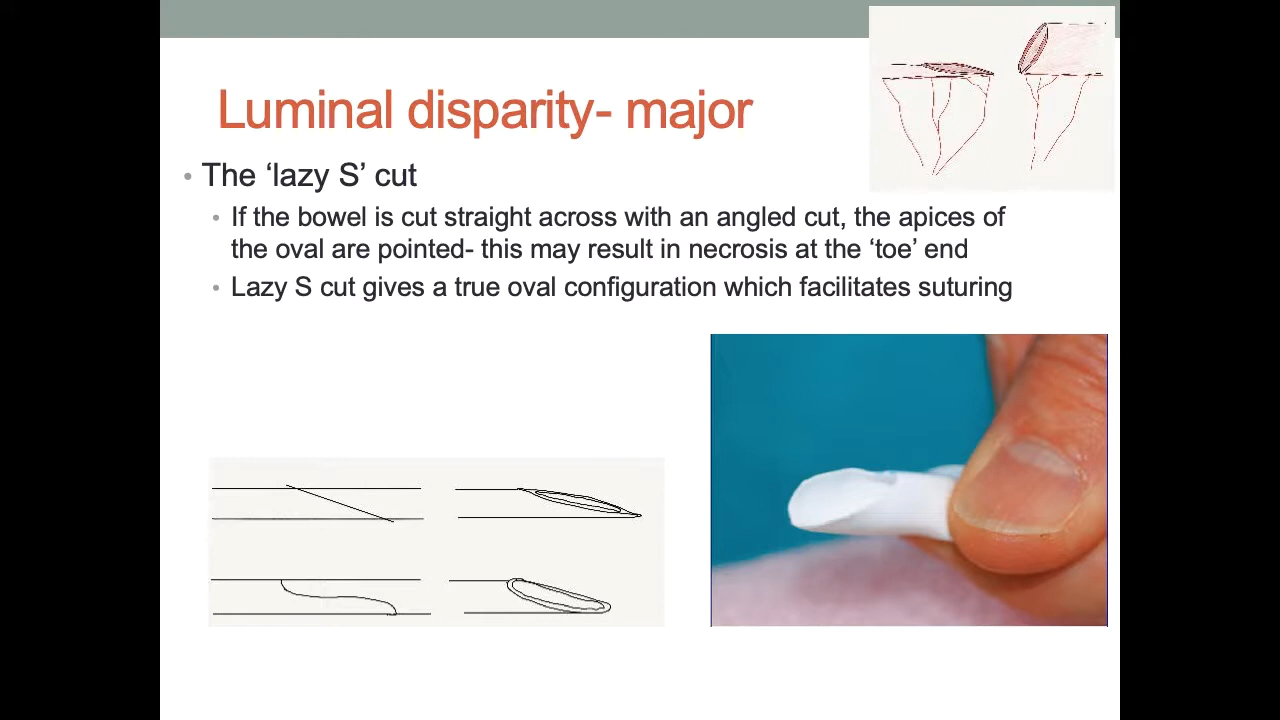 Luminal disparity- major
• The ‘lazy S’ cut
• If the bowel is cut straight across with an angled cut, the apices of
the oval are pointed- this may result in necrosis at the ‘toe’ end
• Lazy S cut gives a true oval configuration which facilitates suturing